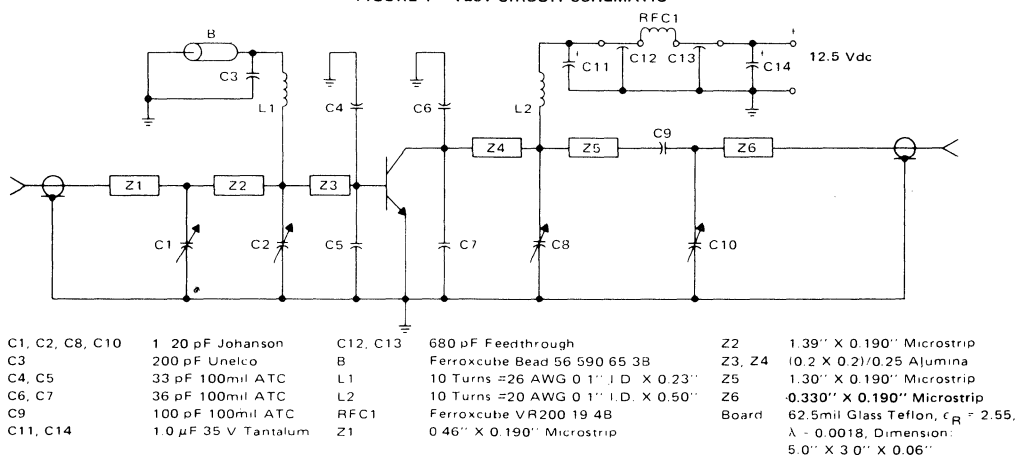 FIGURE 1 – TEST CIRCUIT SCHEMATIC
RFC1
B
C11
C12
C13
C14
12.5 Vdc
C3
L1
C4
C6
L2
C9
Z1
Z2
Z3
Z4
Z5
Z6
C1
C2
C5
C7
C8
C10
C1, C2, C8, C10 1 20 pF Johanson
C3 200 pF Unelco
C4, C5 33 pF 100mil ATC
C6, C7 36 pF 100mil ATC
C9 100 pF 100mil ATC
C11, C14 1.0 μF 35 V Tantalum
C12, C13 680 pF Feedthrough
B Ferroxcube Bead 56 590 65 3B
L1 10 Turns #26 AWG 0 1'' I.D. X 0.23''
L2 10 Turns #20 AWG 0 1'' I.D. X 0.50''
RFC1 Ferroxcube VR200 19 4B
Z1 0 46'' X 0.190'' Microstrip
Z2 1.39'' X 0.190'' Microstrip
Z3, Z4 (0.2 X 0.2)/0.25 Alumina
Z5 1.30'' X 0.190'' Microstrip
Z6 0.330'' X 0.190'' Microstrip
Board 62.5mil Glass Teflon, εR = 2.55,
λ - 0.0018, Dimension:
5.0'' X 3 0'' X 0.06''